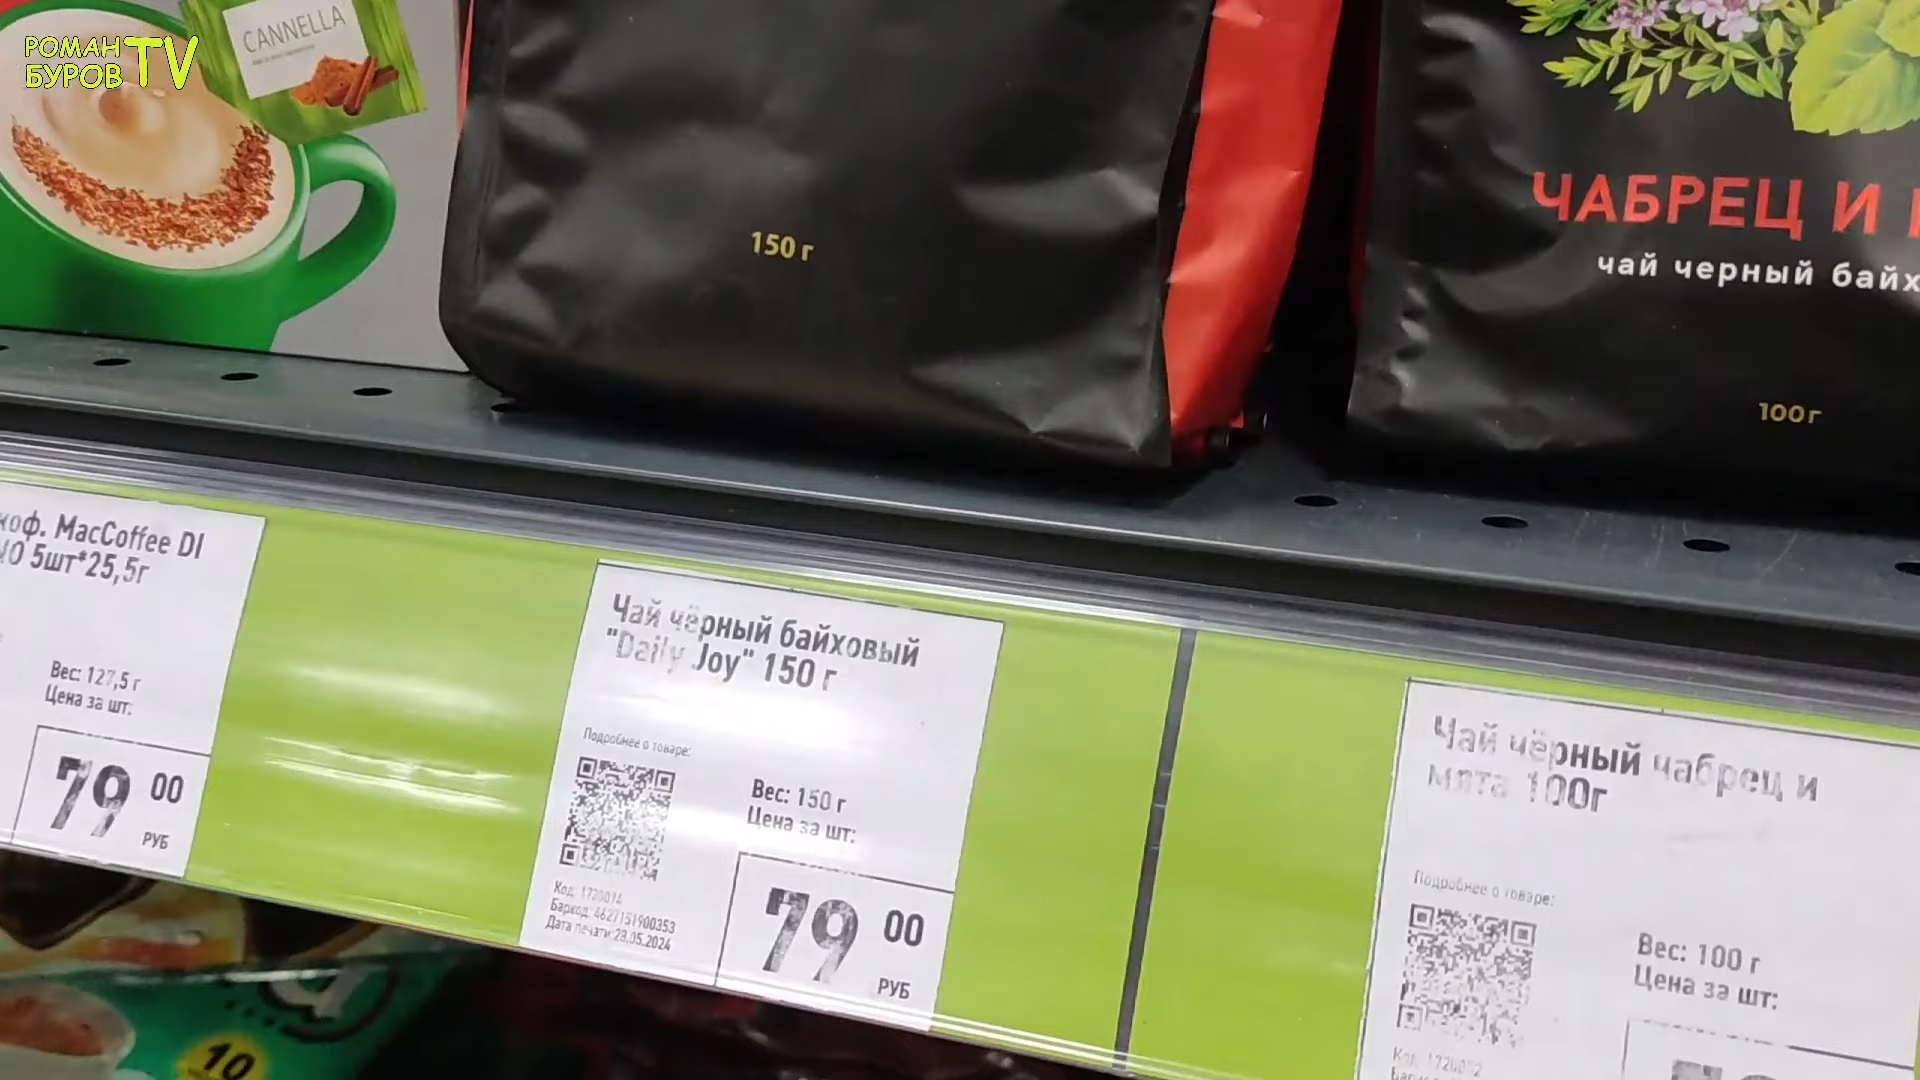 РОМАН
БУРОВ TV
CANNELLA
150 г
ЧАБРЕЦ И
чай черный байх
100 г
коф. MacCoffee DI
NO 5шт*25,5г
Вес: 127,5 г
Цена за шт:
79 00
РУБ
Чай чёрный байховый
"Daily Joy" 150 г
Подробнее о товаре:
Вес: 150 г
Цена за шт:
Баркод: 4627151900353
Дата печати: 28.05.2024
79 00
РУБ
Чай чёрный чабрец и
мята 100г
Подробнее о товаре:
Вес: 100 г
Цена за шт:
10